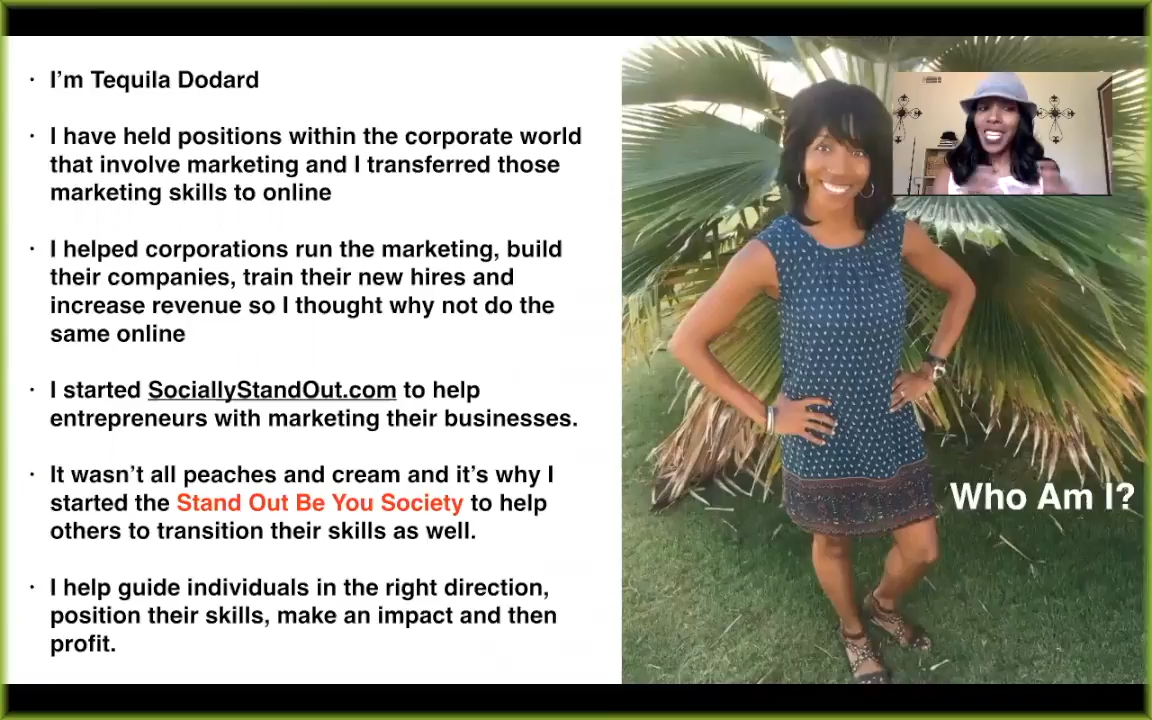 · I’m Tequila Dodard
· I have held positions within the corporate world
that involve marketing and I transferred those
marketing skills to online
· I helped corporations run the marketing, build
their companies, train their new hires and
increase revenue so I thought why not do the
same online
· I started SociallyStandOut.com to help
entrepreneurs with marketing their businesses.
· It wasn’t all peaches and cream and it’s why I
started the Stand Out Be You Society to help
others to transition their skills as well.
· I help guide individuals in the right direction,
position their skills, make an impact and then
profit.
Who Am I?